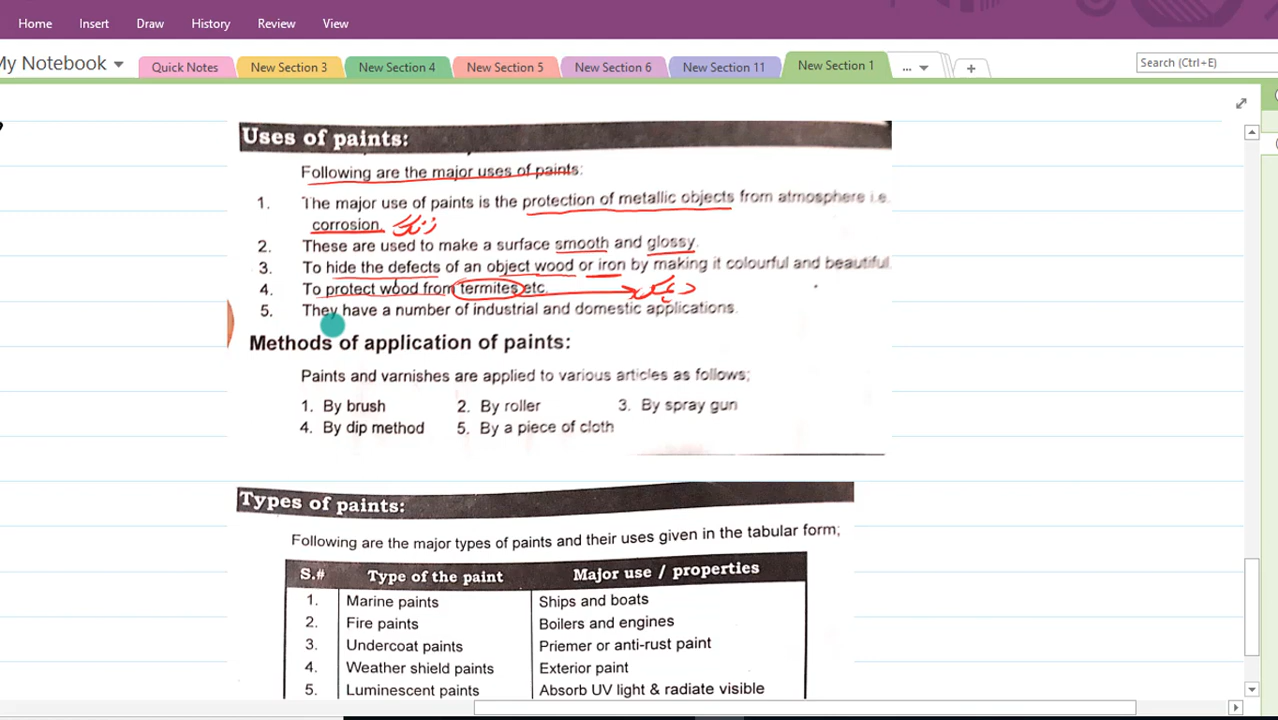 Home Insert Draw History Review View
My Notebook Quick Notes New Section 3 New Section 4 New Section 5 New Section 6 New Section 11 New Section 1 ... + Search (Ctrl+E)
Uses of paints:
Following are the major uses of paints:
1. The major use of paints is the protection of metallic objects from atmosphere i.e.
corrosion. زنگ
2. These are used to make a surface smooth and glossy.
3. To hide the defects of an object wood or iron by making it colourful and beautiful.
4. To protect wood from termites etc. دیمک
5. They have a number of industrial and domestic applications.
Methods of application of paints:
Paints and varnishes are applied to various articles as follows;
1. By brush 2. By roller 3. By spray gun
4. By dip method 5. By a piece of cloth
Types of paints:
Following are the major types of paints and their uses given in the tabular form;
S.# Type of the paint Major use / properties
1. Marine paints Ships and boats
2. Fire paints Boilers and engines
3. Undercoat paints Priemer or anti-rust paint
4. Weather shield paints Exterior paint
5. Luminescent paints Absorb UV light & radiate visible